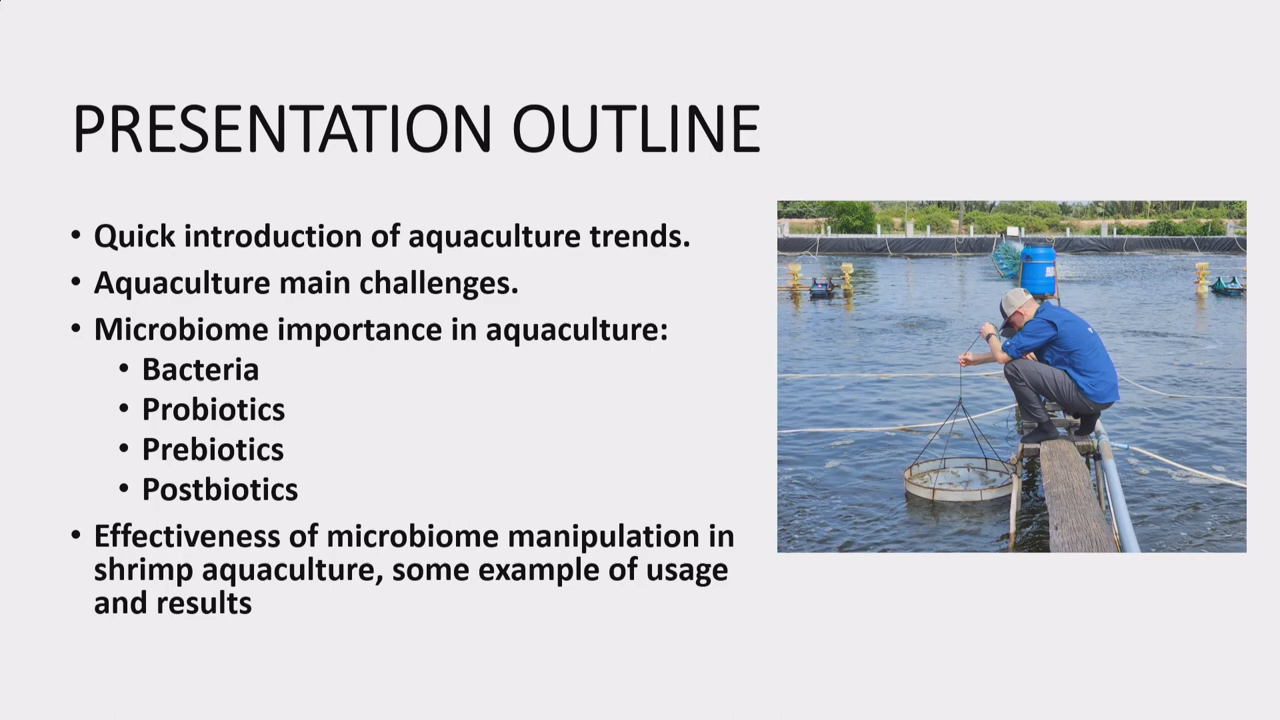 PRESENTATION OUTLINE
• Quick introduction of aquaculture trends.
• Aquaculture main challenges.
• Microbiome importance in aquaculture:
• Bacteria
• Probiotics
• Prebiotics
• Postbiotics
• Effectiveness of microbiome manipulation in
shrimp aquaculture, some example of usage
and results